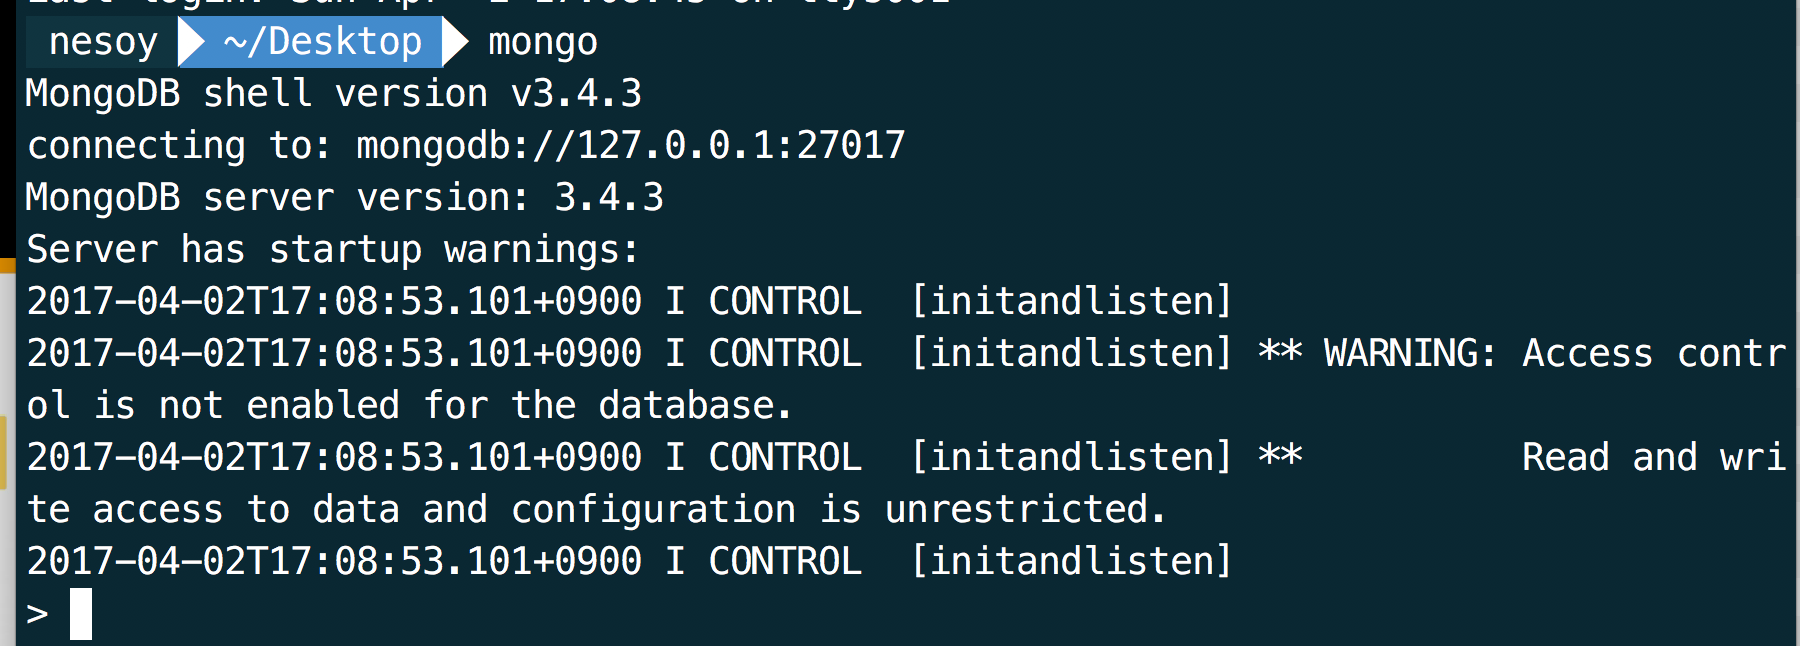 nesoy ~/Desktop mongo
MongoDB shell version v3.4.3
connecting to: mongodb://127.0.0.1:27017
MongoDB server version: 3.4.3
Server has startup warnings:
2017-04-02T17:08:53.101+0900 I CONTROL  [initandlisten]
2017-04-02T17:08:53.101+0900 I CONTROL  [initandlisten] ** WARNING: Access contr
ol is not enabled for the database.
2017-04-02T17:08:53.101+0900 I CONTROL  [initandlisten] **          Read and wri
te access to data and configuration is unrestricted.
2017-04-02T17:08:53.101+0900 I CONTROL  [initandlisten]
>